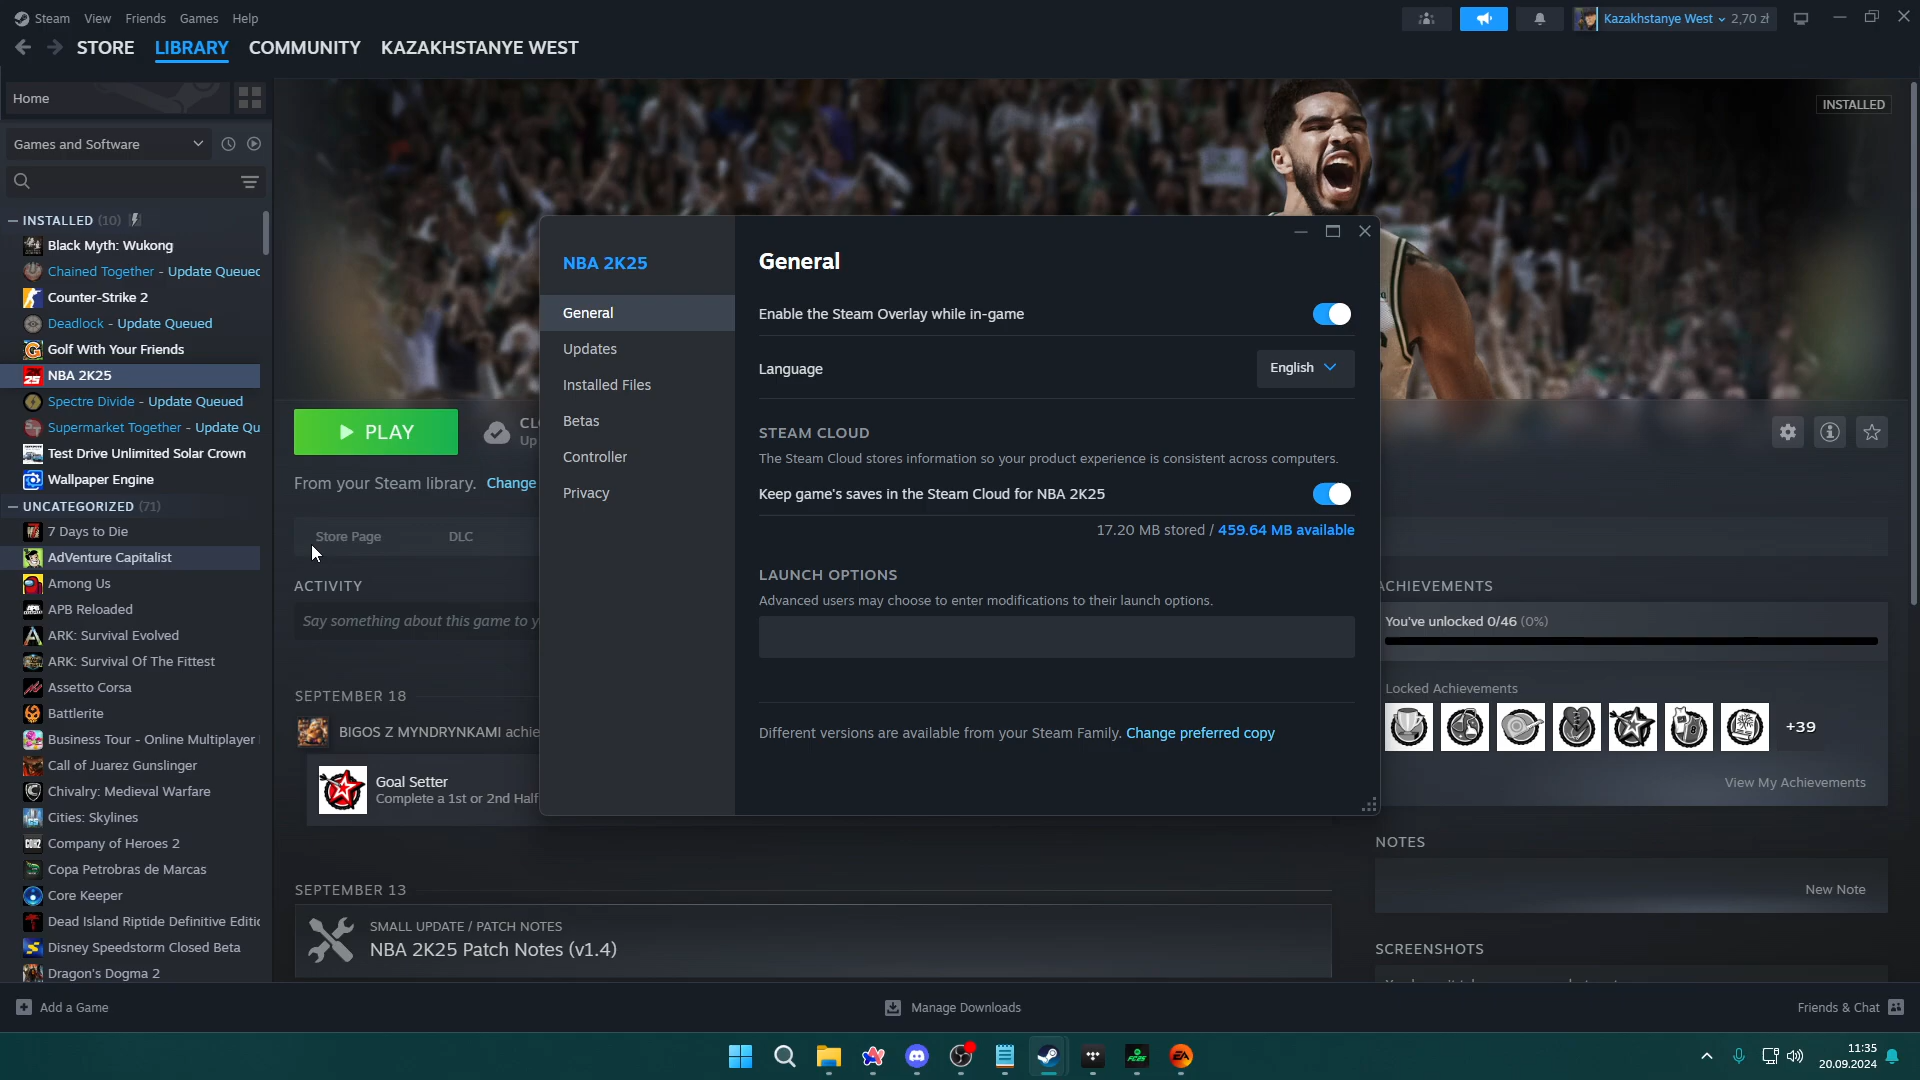 Steam View Friends Games Help
Kazakhstanye West 2,70 zł
STORE LIBRARY COMMUNITY KAZAKHSTANYE WEST
Home
INSTALLED
Games and Software
INSTALLED (10)
Black Myth: Wukong
Chained Together - Update Queued
Counter-Strike 2
Deadlock - Update Queued
Golf With Your Friends
NBA 2K25
Spectre Divide - Update Queued
Supermarket Together - Update Qu
Test Drive Unlimited Solar Crown
Wallpaper Engine
UNCATEGORIZED (71)
7 Days to Die
AdVenture Capitalist
Among Us
APB Reloaded
ARK: Survival Evolved
ARK: Survival Of The Fittest
Assetto Corsa
Battlerite
Business Tour - Online Multiplayer
Call of Juarez Gunslinger
Chivalry: Medieval Warfare
Cities: Skylines
Company of Heroes 2
Copa Petrobras de Marcas
Core Keeper
Dead Island Riptide Definitive Editic
Disney Speedstorm Closed Beta
Dragon's Dogma 2
PLAY
CLO
Up
From your Steam library. Change
Store Page DLC
ACTIVITY
Say something about this game to y
SEPTEMBER 18
BIGOS Z MYNDRYNKAMI achie
Goal Setter
Complete a 1st or 2nd Half
SEPTEMBER 13
SMALL UPDATE / PATCH NOTES
NBA 2K25 Patch Notes (v1.4)
NBA 2K25
General
Updates
Installed Files
Betas
Controller
Privacy
General
Enable the Steam Overlay while in-game
Language English
STEAM CLOUD
The Steam Cloud stores information so your product experience is consistent across computers.
Keep game's saves in the Steam Cloud for NBA 2K25
17.20 MB stored / 459.64 MB available
LAUNCH OPTIONS
Advanced users may choose to enter modifications to their launch options.
Different versions are available from your Steam Family. Change preferred copy
ACHIEVEMENTS
You've unlocked 0/46 (0%)
Locked Achievements
+39
View My Achievements
NOTES
New Note
SCREENSHOTS
Add a Game
Manage Downloads
Friends & Chat
11:35
20.09.2024